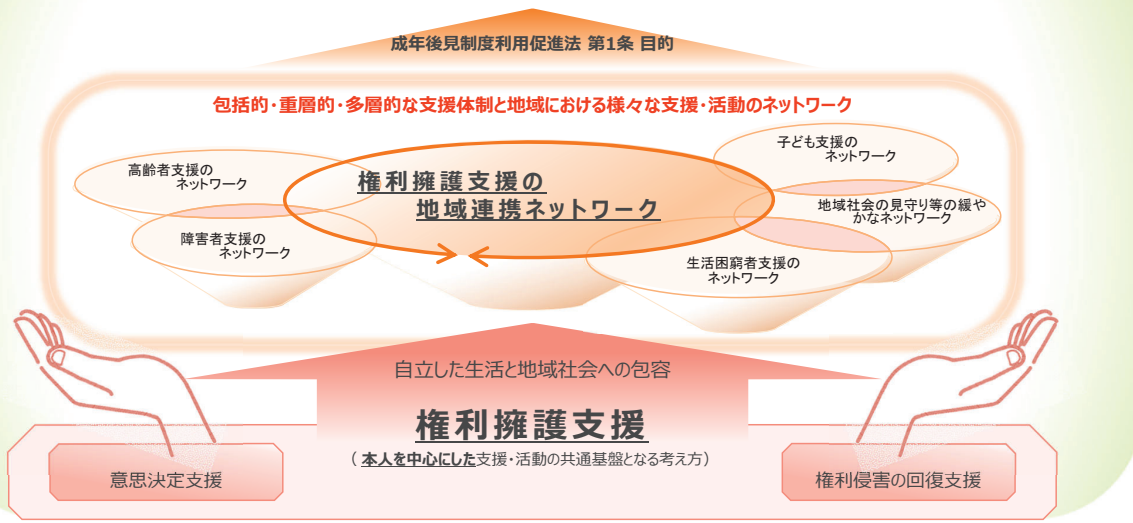 成年後見制度利用促進法 第1条 目的
包括的・重層的・多層的な支援体制と地域における様々な支援・活動のネットワーク
高齢者支援の
ネットワーク
障害者支援の
ネットワーク
権利擁護支援の
地域連携ネットワーク
子ども支援の
ネットワーク
地域社会の見守り等の緩や
かなネットワーク
生活困窮者支援の
ネットワーク
自立した生活と地域社会への包容
権利擁護支援
（本人を中心にした支援・活動の共通基盤となる考え方）
意思決定支援
権利侵害の回復支援